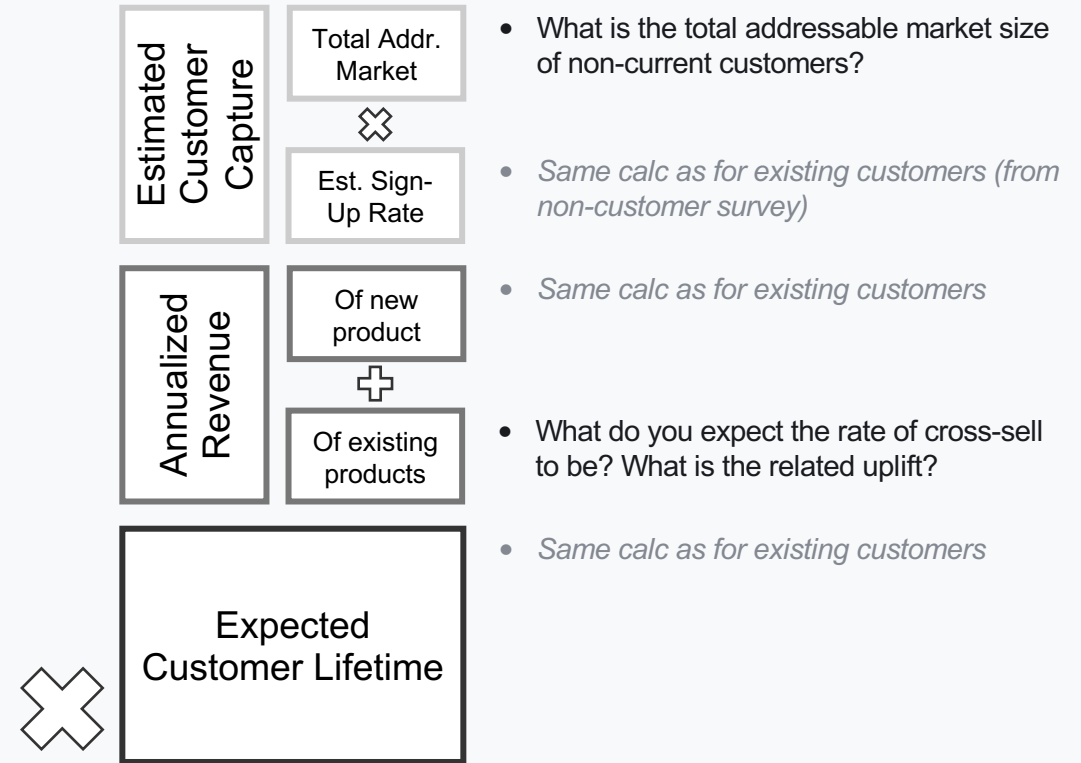 Estimated
Customer
Capture
Total Addr.
Market
• What is the total addressable market size
of non-current customers?
Est. Sign-
Up Rate
• Same calc as for existing customers (from
non-customer survey)
Annualized
Revenue
Of new
product
• Same calc as for existing customers
Of existing
products
• What do you expect the rate of cross-sell
to be? What is the related uplift?
Expected
Customer Lifetime
• Same calc as for existing customers